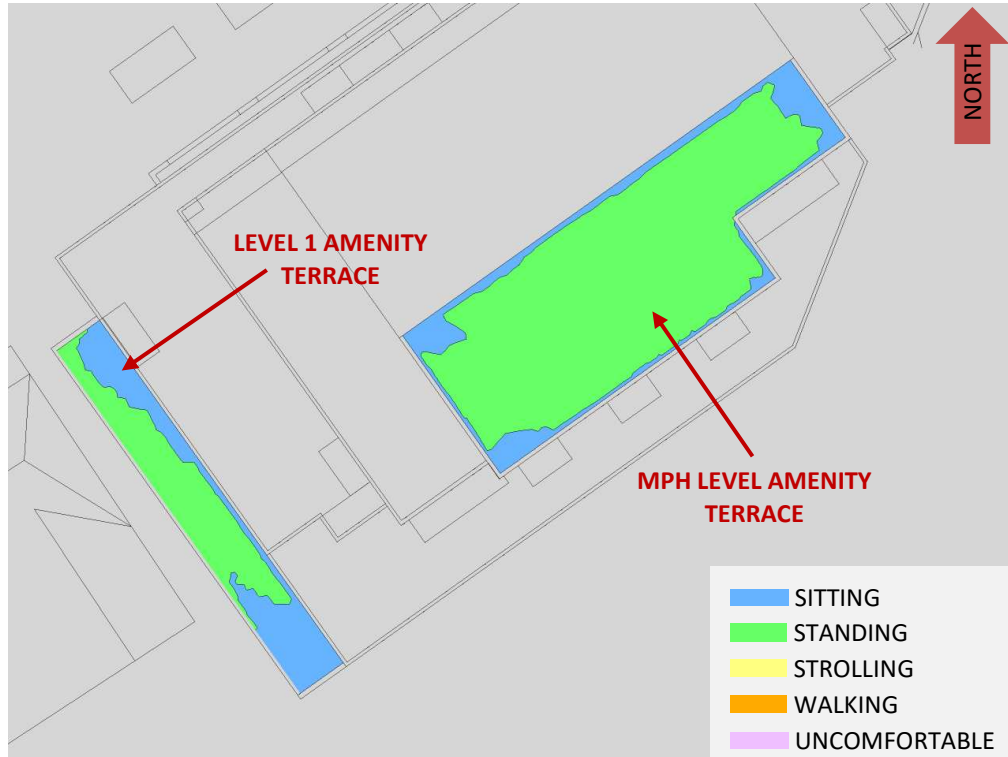 NORTH
LEVEL 1 AMENITY
TERRACE
MPH LEVEL AMENITY
TERRACE
SITTING
STANDING
STROLLING
WALKING
UNCOMFORTABLE